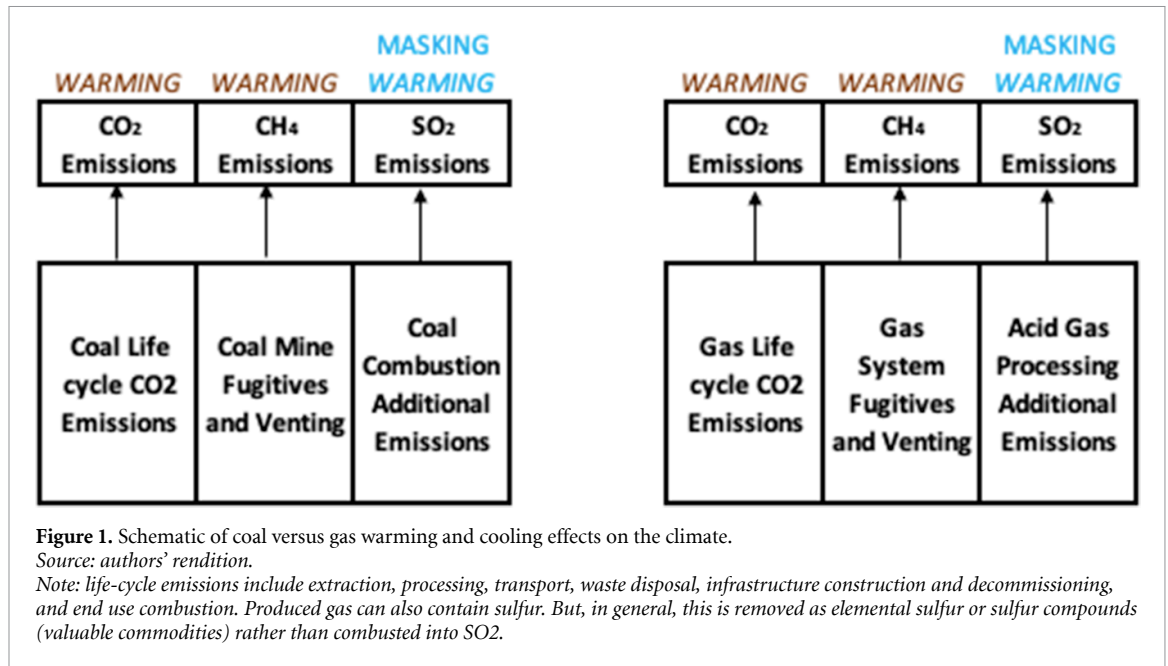 MASKING
WARMING WARMING WARMING
CO₂ Emissions CH₄ Emissions SO₂ Emissions
Coal Life cycle CO2 Emissions
Coal Mine Fugitives and Venting
Coal Combustion Additional Emissions
MASKING
WARMING WARMING WARMING
CO₂ Emissions CH₄ Emissions SO₂ Emissions
Gas Life cycle CO2 Emissions
Gas System Fugitives and Venting
Acid Gas Processing Additional Emissions
Figure 1. Schematic of coal versus gas warming and cooling effects on the climate.
Source: authors’ rendition.
Note: life-cycle emissions include extraction, processing, transport, waste disposal, infrastructure construction and decommissioning,
and end use combustion. Produced gas can also contain sulfur. But, in general, this is removed as elemental sulfur or sulfur compounds
(valuable commodities) rather than combusted into SO2.